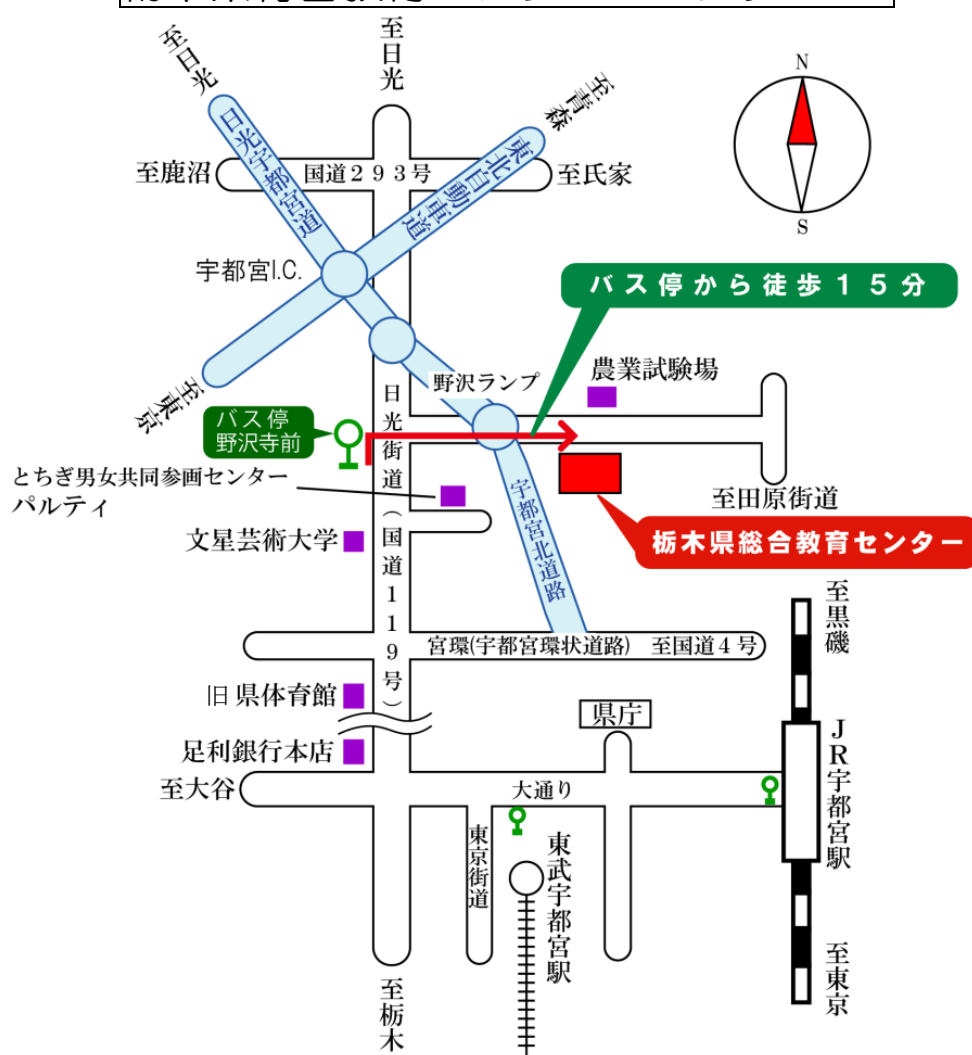 至日光
至日光
至青森
N
日光宇都宮道
東北自動車道
至鹿沼
国道293号
至氏家
S
宇都宮I.C.
バス停から徒歩15分
農業試験場
野沢ランプ
至東京
バス停
野沢寺前
日光街道(国道119号)
とちぎ男女共同参画センター
パルティ
至田原街道
宇都宮北道路
文星芸術大学
栃木県総合教育センター
至黒磯
宮環(宇都宮環状道路) 至国道4号
旧県体育館
県庁
足利銀行本店
JR宇都宮駅
至大谷
大通り
東京街道
東武宇都宮駅
至栃木
至東京